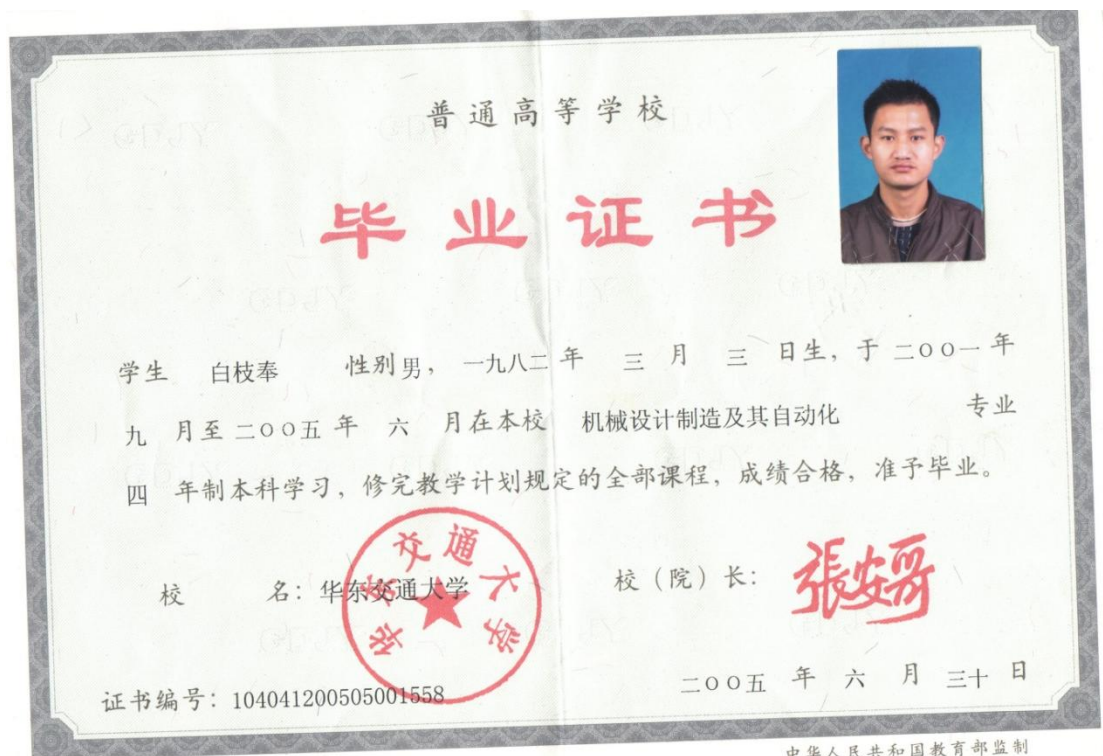 普通高等学校
毕业证书
学生 白枝奉 性别 男， 一九八二 年 三 月 三 日生，于 二〇〇一 年
九 月至 二〇〇五 年 六 月在本校 机械设计制造及其自动化 专业
四 年制本科学习，修完教学计划规定的全部课程，成绩合格，准予毕业。
校 名：华东交通大学 校（院）长：
华东交通大学
证书编号：104041200505001558 二〇〇五 年 六 月 三十 日
中华人民共和国教育部监制